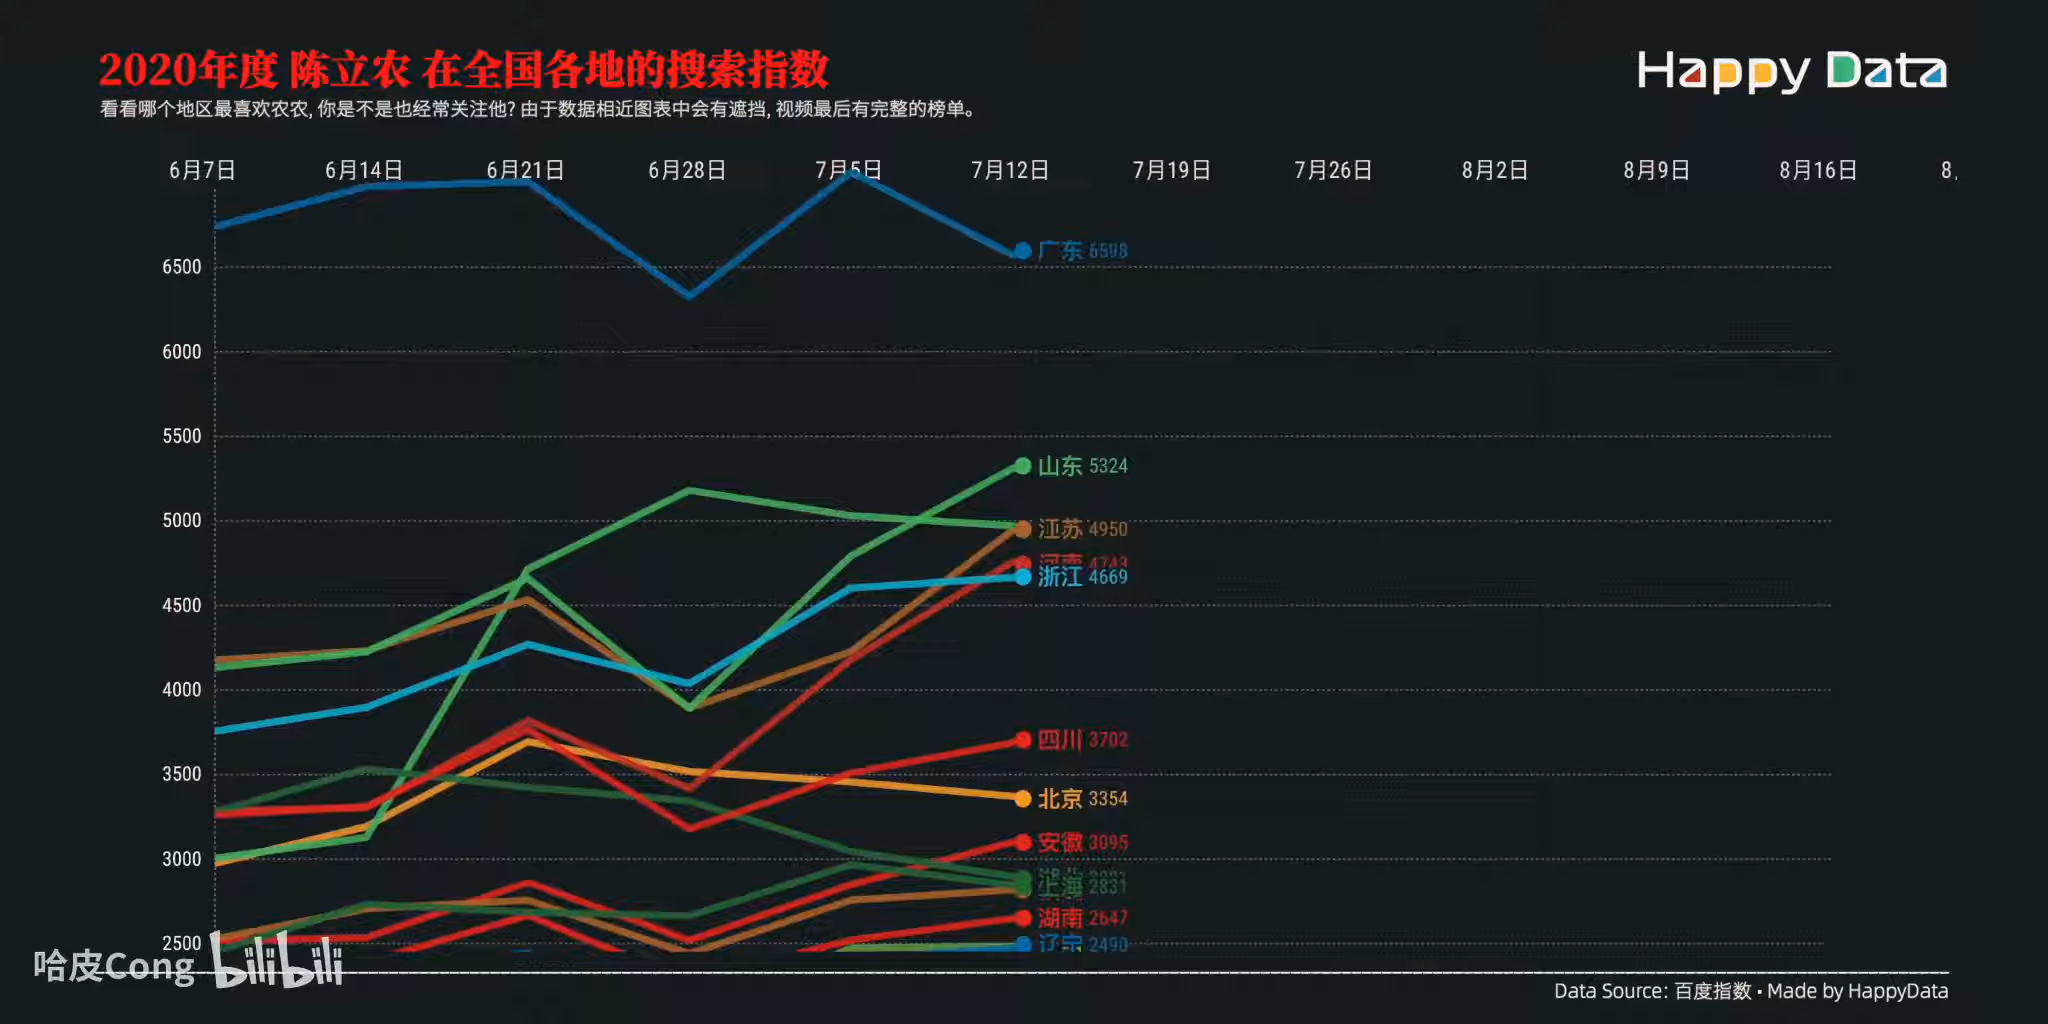 2020年度 陈立农 在全国各地的搜索指数
Happy Data
看看哪个地区最喜欢农农, 你是不是也经常关注他? 由于数据相近图表中会有遮挡, 视频最后有完整的榜单。
6月7日 6月14日 6月21日 6月28日 7月5日 7月12日 7月19日 7月26日 8月2日 8月9日 8月16日 8.
广东 6598
6500
6000
5500
山东 5324
5000
江苏 4950
浙江 4669
4500
4000
四川 3702
3500
北京 3354
安徽 3095
3000
上海 2831
湖南 2647
2500
辽宁 2490
哈皮Cong bilibili
Data Source: 百度指数 • Made by HappyData